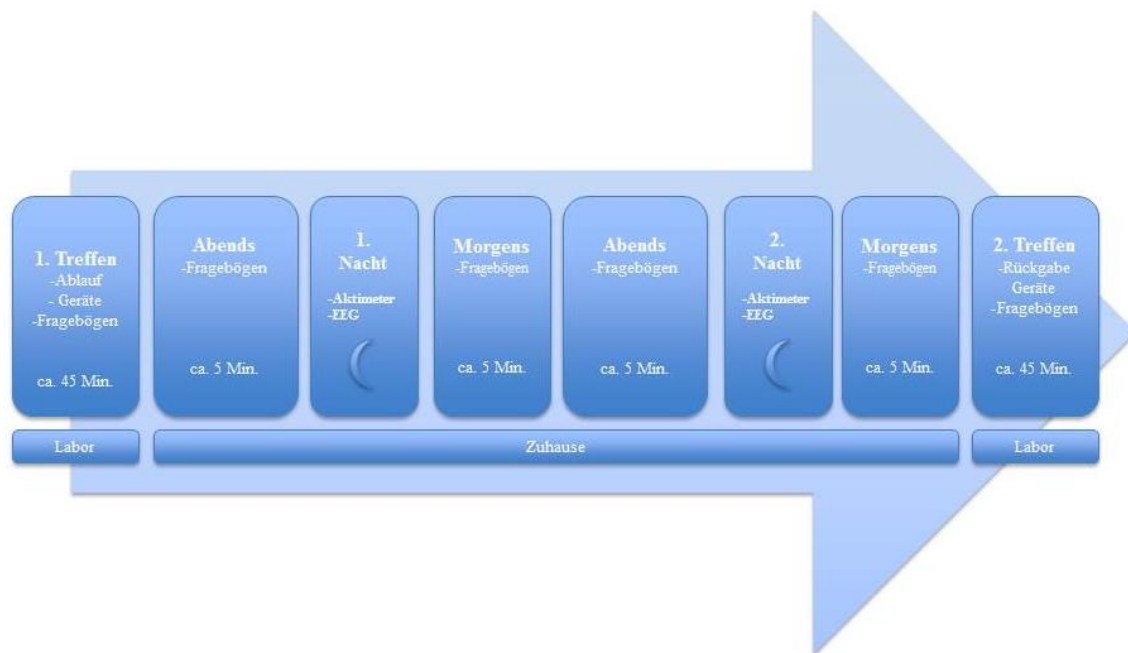 1. Treffen
-Ablauf
- Geräte
-Fragebögen
ca. 45 Min.
Abends
-Fragebögen
ca. 5 Min.
1.
Nacht
-Aktimeter
-EEG
Morgens
-Fragebögen
ca. 5 Min.
Abends
-Fragebögen
ca. 5 Min.
2.
Nacht
-Aktimeter
-EEG
Morgens
-Fragebögen
ca. 5 Min.
2. Treffen
-Rückgabe
Geräte
-Fragebögen
ca. 45 Min.
Labor
Zuhause
Labor